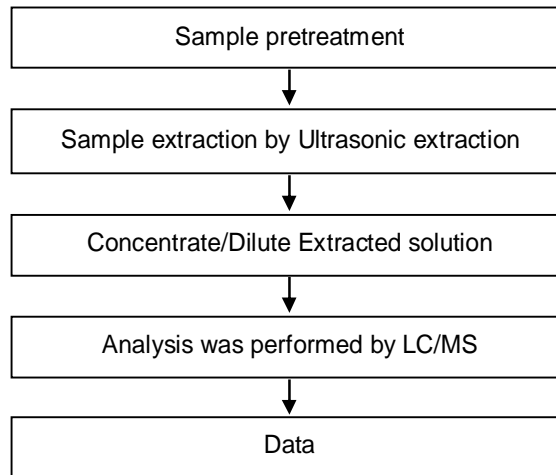 Sample pretreatment
Sample extraction by Ultrasonic extraction
Concentrate/Dilute Extracted solution
Analysis was performed by LC/MS
Data